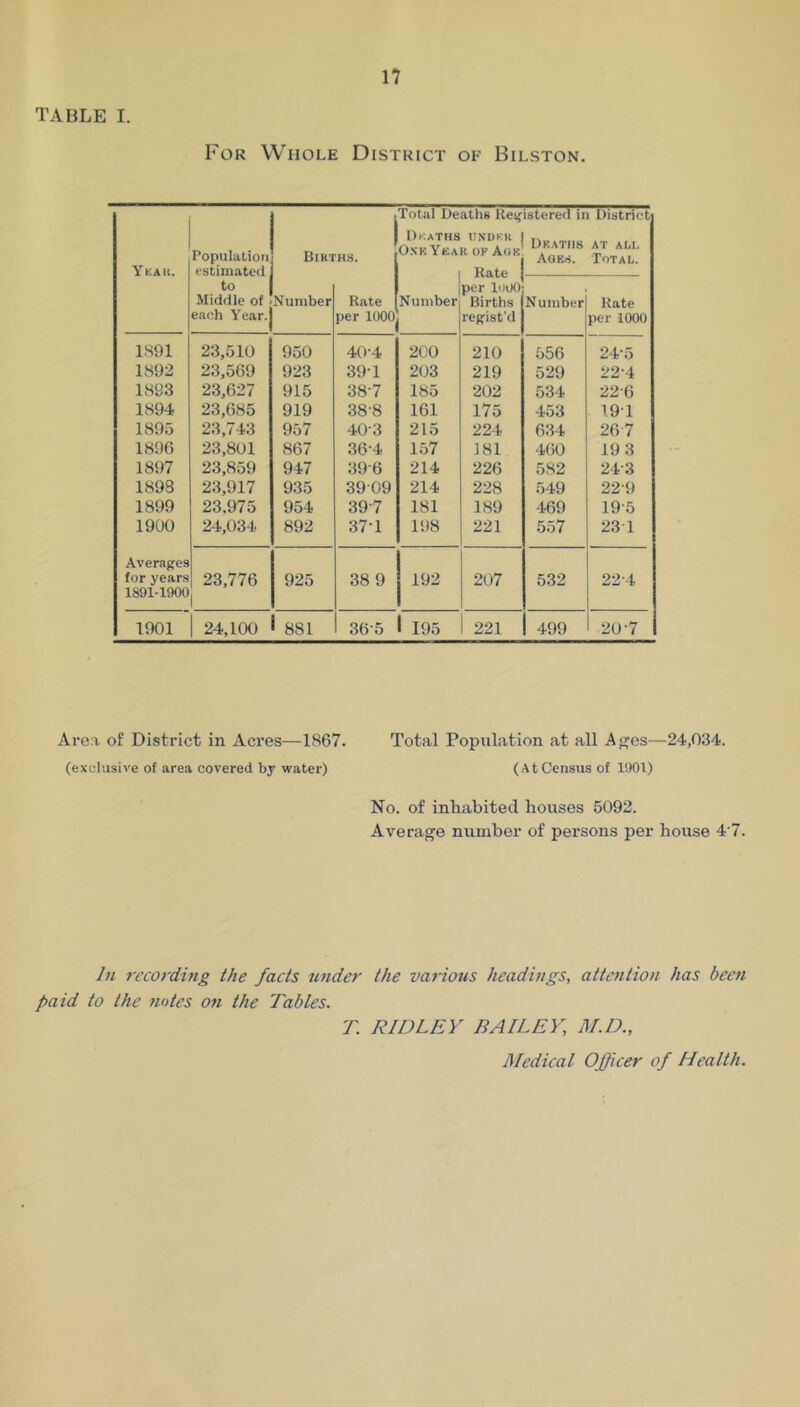 17
TABLE I.
For Whole District of Bilston.
Total Deaths Registered in District
Year. Population estimated to Middle of each Year. Births. Deaths under One Year of Age Deaths at all Ages. Total.
Number Rate per 1000 Number Rate per 1000 Births regist'd Number Rate per 1000
1891 23,510 950 40·4 200 210 556 24·5
1892 23,569 923 39·1 203 219 529 22·4
1893 23,627 915 38·7 185 202 534 22·6
1894 23,685 919 38·8 161 175 453 19·1
1895 23,743 957 40·3 215 224 634 26·7
1896 23,801 867 36·4 157 181 460 19 3
1897 23,859 947 39·6 214 226 582 24·3
1898 23,917 935 39·09 214 228 549 22·9
1899 23.975 954 39·7 181 189 469 19·5
1900 24,034 892 37·1 198 221 557 23·1
Averages for years 1891-1900 23,776 925 38 9 192 207 532 22·4
1901 24,100 881 36·5 195 221 499 20·7
Area of District in Acres—1867. Total Population at all Ages—24,034.
(exclusive of area covered by water) (At Census of 1901)
No. of inhabited houses 5092.
Average number of persons per house 4·7.
In recording the facts under the various headings, attention has been
paid to the notes on the Tables.
T. RIDLEY BAILEY, M.D.,
Medical Officer of Health.